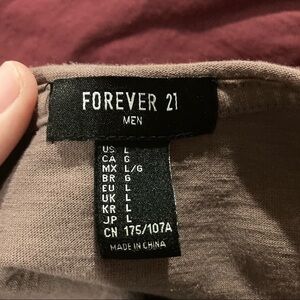 FOREVER 21
MEN
US L
CA G
MX L/G
BR G
EU L
UK L
KR L
JP L
CN 175/107A
MADE IN CHINA